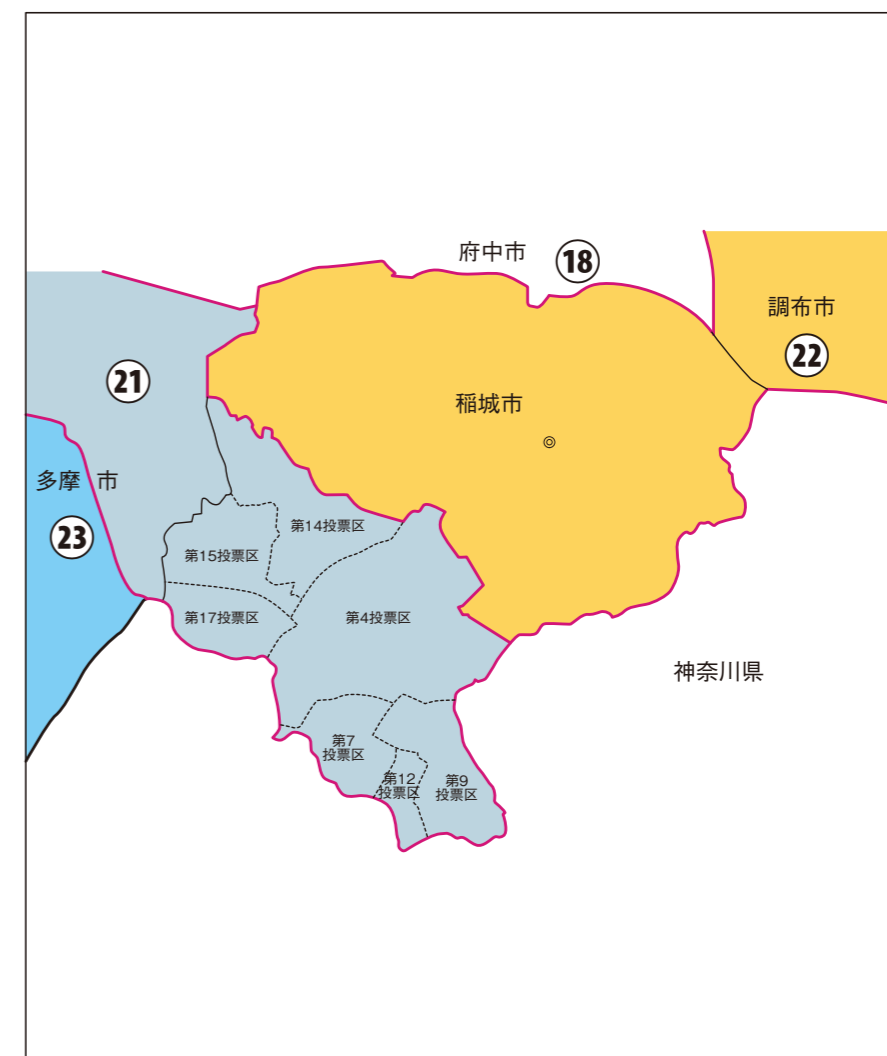 府中市
18
調布市
22
21
稲城市
多摩 市
23
第14投票区
第15投票区
第17投票区
第4投票区
神奈川県
第7
投票区
第12
投票区
第9
投票区